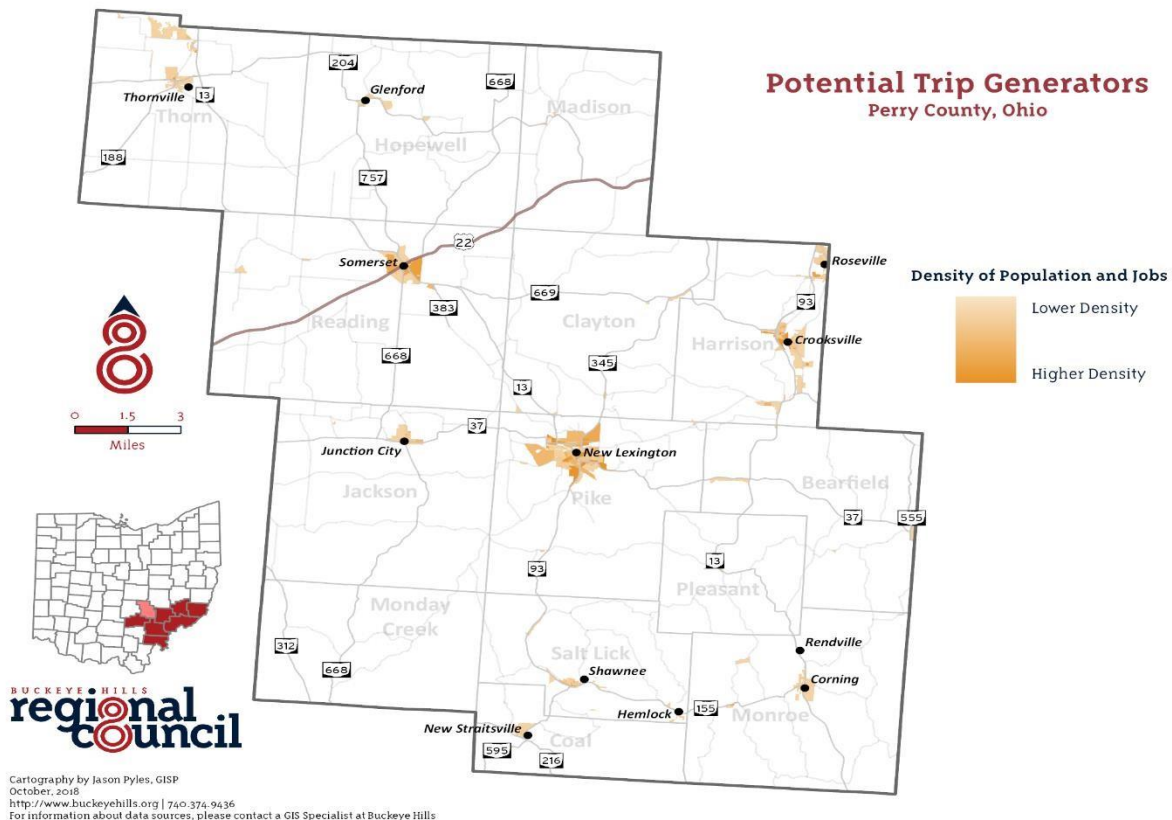 Potential Trip Generators
Perry County, Ohio
204
668
Glenford
Madison
Thornville
13
Thorn
Hopewell
188
757
22
Somerset
Roseville
Density of Population and Jobs
Lower Density
Higher Density
669
93
383
Reading
Clayton
Harrison
Crooksville
668
345
13
0 1.5 3
Miles
37
Junction City
New Lexington
Jackson
Pike
Bearfield
37
555
93
13
Pleasant
Monday
Creek
312
668
Salt Lick
Shawnee
Rendville
Corning
Hemlock
155
Monroe
New Straitsville
Coal
595
216
BUCKEYE HILLS
regional
council
Cartography by Jason Pyles, GISP
October, 2018
http://www.buckeyehills.org | 740.374.9436
For information about data sources, please contact a GIS Specialist at Buckeye Hills